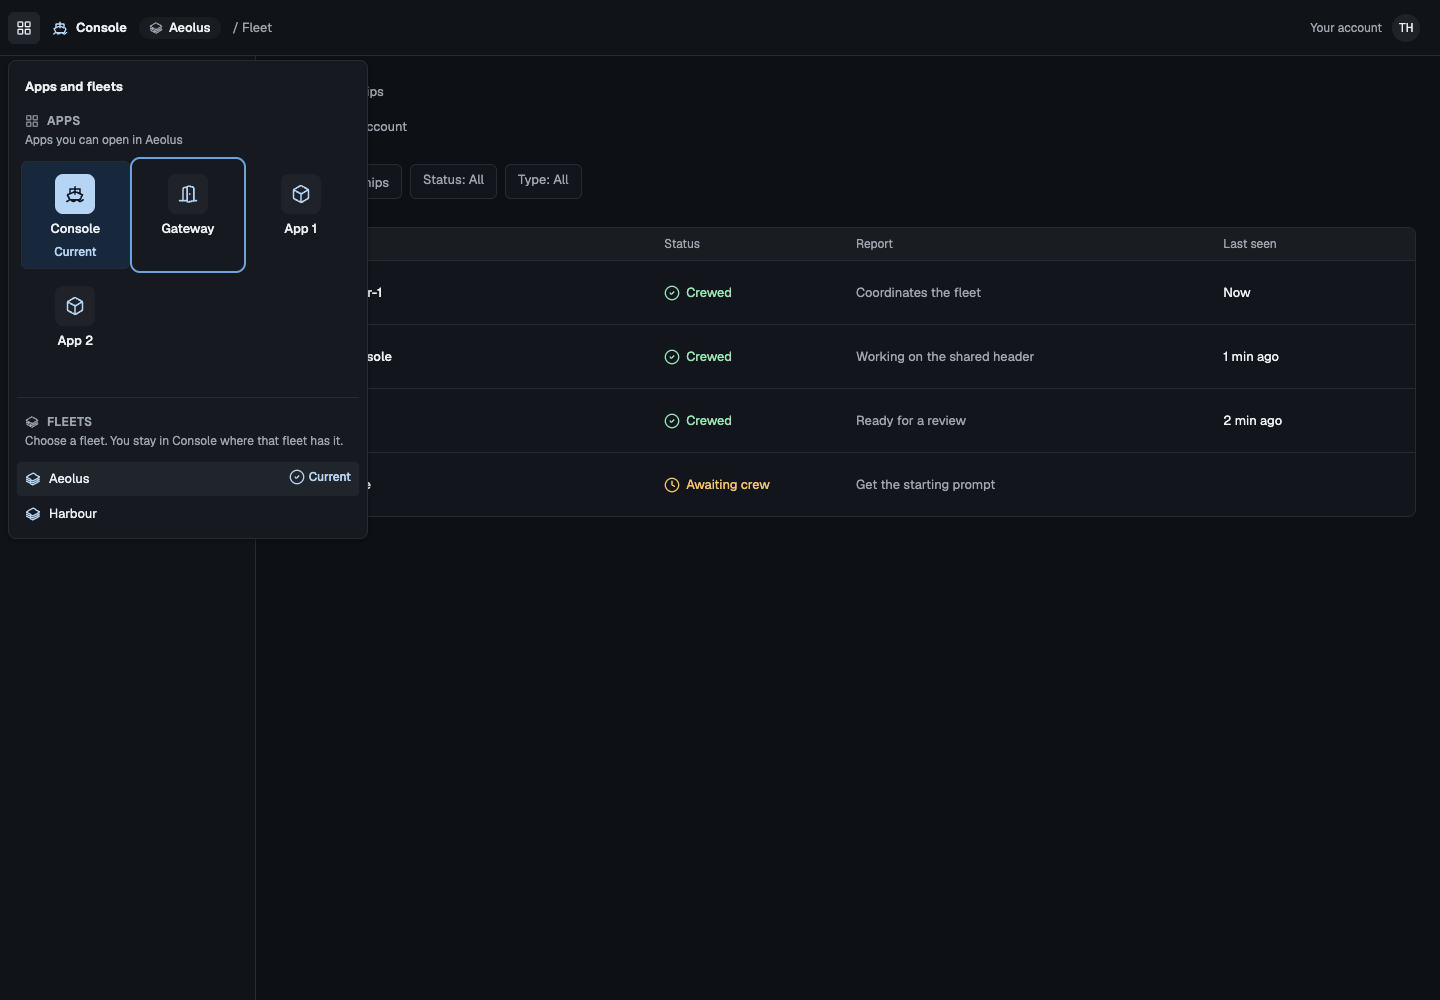 Console Aeolus / Fleet Your account TH
Apps and fleets
APPS
Apps you can open in Aeolus
Console
Current
Gateway
App 1
App 2
FLEETS
Choose a fleet. You stay in Console where that fleet has it.
Aeolus Current
Harbour
Status: All Type: All
Status Report Last seen
r-1 Crewed Coordinates the fleet Now
Crewed Working on the shared header 1 min ago
Crewed Ready for a review 2 min ago
Awaiting crew Get the starting prompt